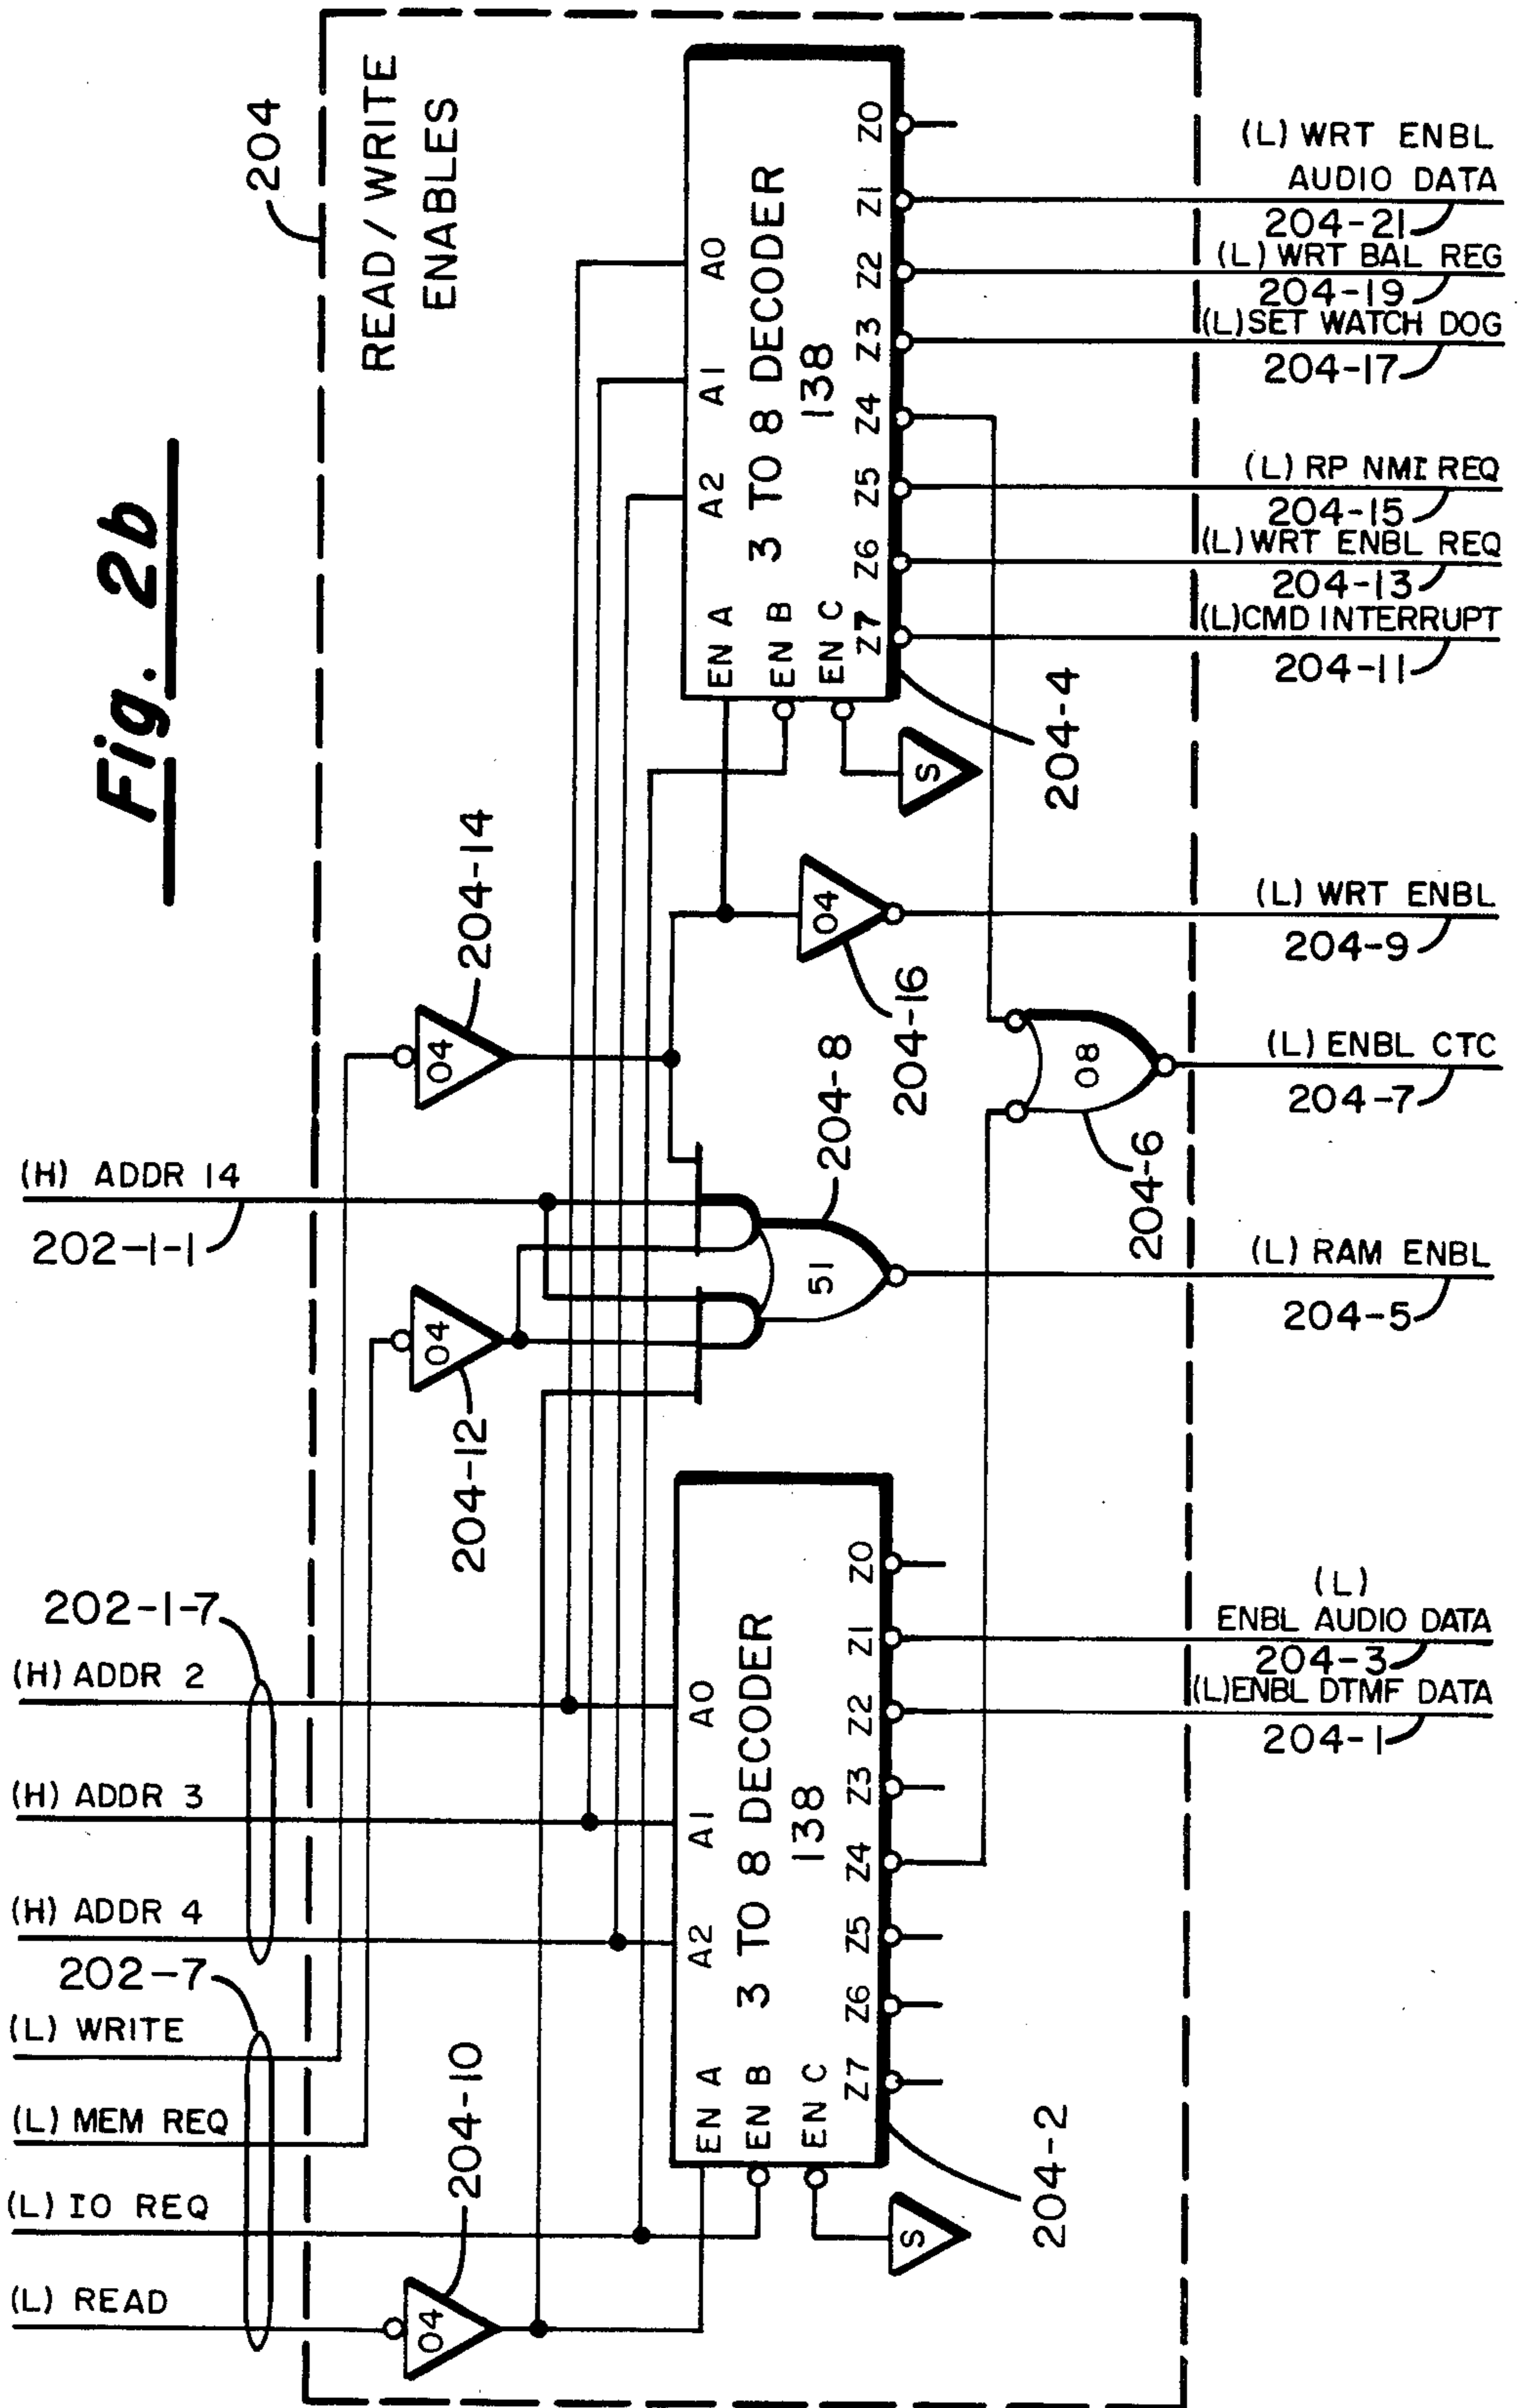 Fig. 2b
204
READ/WRITE
ENABLES
3 TO 8 DECODER
138
A0
A1
A2
EN A
EN B
EN C
Z0
Z1
Z2
Z3
Z4
Z5
Z6
Z7
S
204-4
(L) WRT ENBL
AUDIO DATA
204-21
(L) WRT BAL REG
204-19
(L) SET WATCH DOG
204-17
(L) RP NMI REQ
204-15
(L) WRT ENBL REQ
204-13
(L) CMD INTERRUPT
204-11
04
204-14
04
204-16
(L) WRT ENBL
204-9
08
204-6
(L) ENBL CTC
204-7
(H) ADDR 14
202-1-1
51
204-8
(L) RAM ENBL
204-5
04
204-12
202-1-7
(H) ADDR 2
(H) ADDR 3
(H) ADDR 4
202-7
(L) WRITE
(L) MEM REQ
(L) IO REQ
(L) READ
04
204-10
3 TO 8 DECODER
138
A0
A1
A2
EN A
EN B
EN C
Z0
Z1
Z2
Z3
Z4
Z5
Z6
Z7
S
204-2
(L)
ENBL AUDIO DATA
204-3
(L) ENBL DTMF DATA
204-1